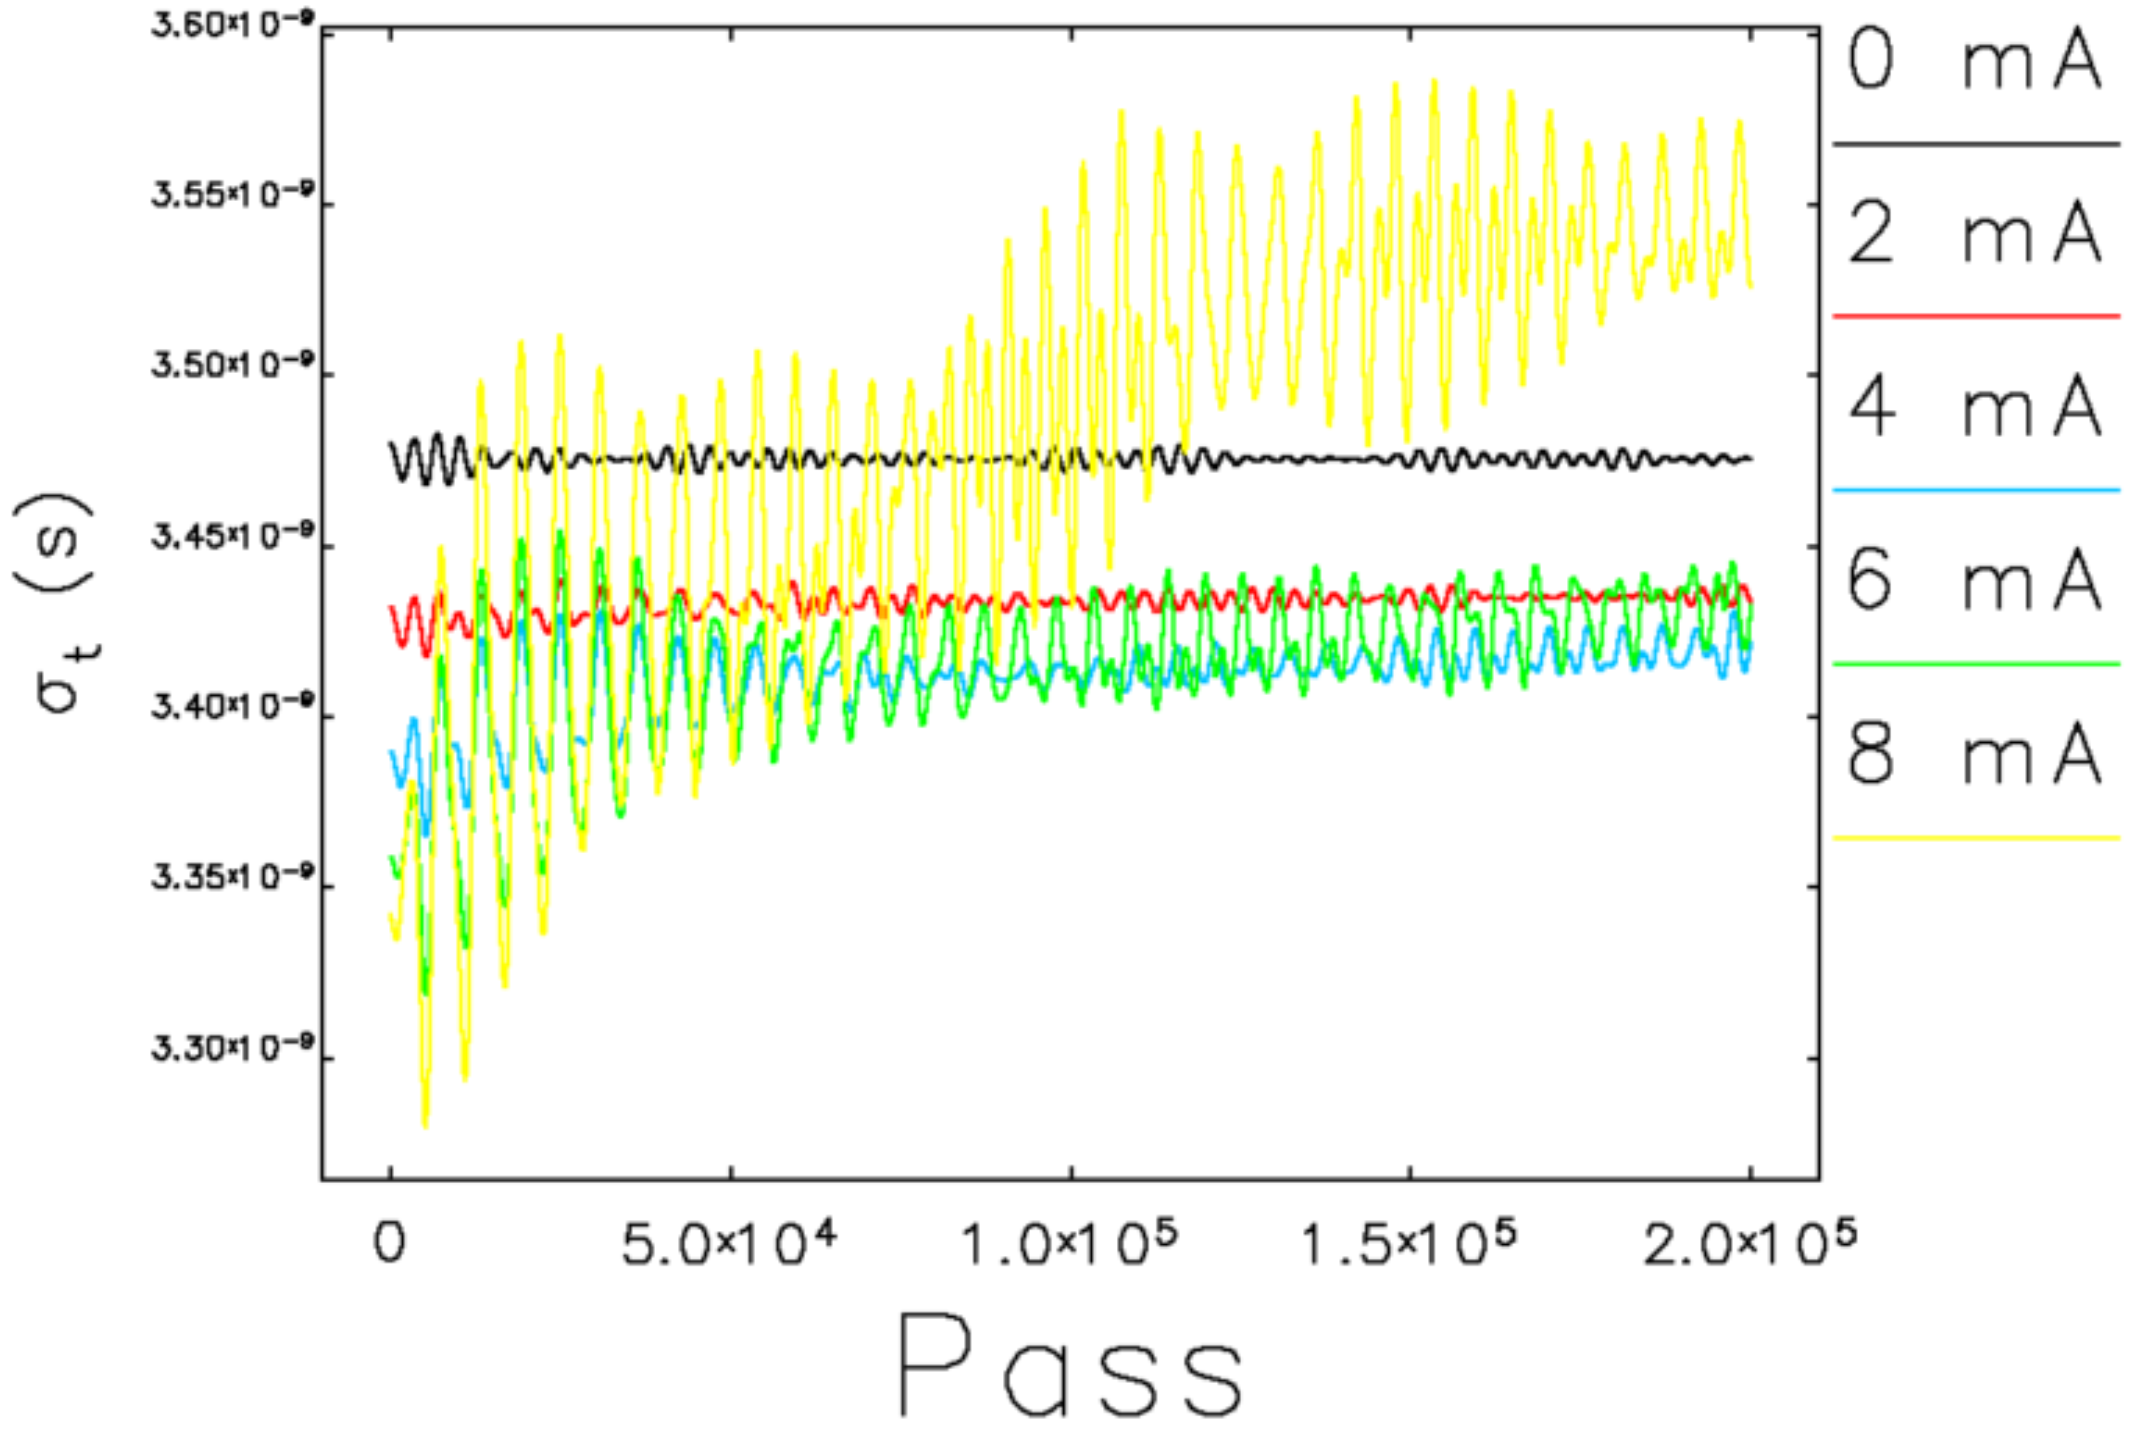 3.60×10⁻⁹
3.55×10⁻⁹
3.50×10⁻⁹
3.45×10⁻⁹
3.40×10⁻⁹
3.35×10⁻⁹
3.30×10⁻⁹
σt (s)
0
5.0×10⁴
1.0×10⁵
1.5×10⁵
2.0×10⁵
Pass
0 mA
2 mA
4 mA
6 mA
8 mA